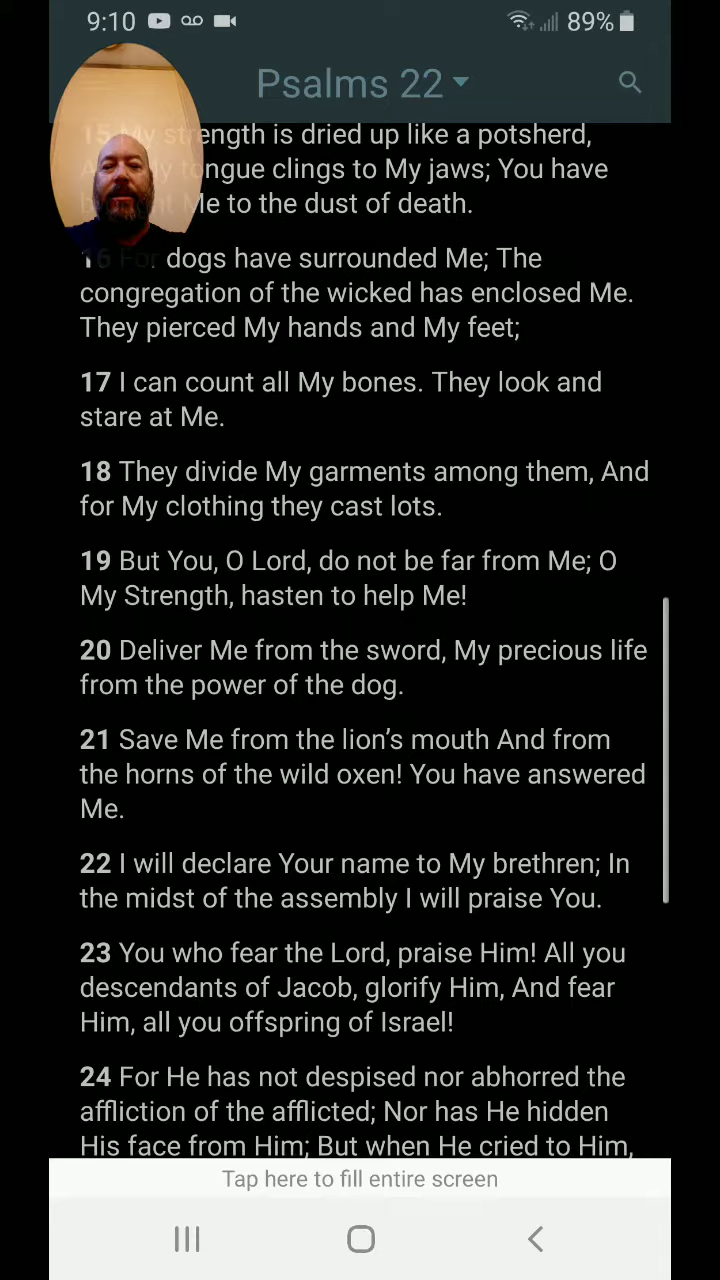 9:10 89%
Psalms 22
15 My strength is dried up like a potsherd,
tongue clings to My jaws; You have
Me to the dust of death.
16 For dogs have surrounded Me; The
congregation of the wicked has enclosed Me.
They pierced My hands and My feet;
17 I can count all My bones. They look and
stare at Me.
18 They divide My garments among them, And
for My clothing they cast lots.
19 But You, O Lord, do not be far from Me; O
My Strength, hasten to help Me!
20 Deliver Me from the sword, My precious life
from the power of the dog.
21 Save Me from the lion’s mouth And from
the horns of the wild oxen! You have answered
Me.
22 I will declare Your name to My brethren; In
the midst of the assembly I will praise You.
23 You who fear the Lord, praise Him! All you
descendants of Jacob, glorify Him, And fear
Him, all you offspring of Israel!
24 For He has not despised nor abhorred the
affliction of the afflicted; Nor has He hidden
His face from Him; But when He cried to Him,
Tap here to fill entire screen